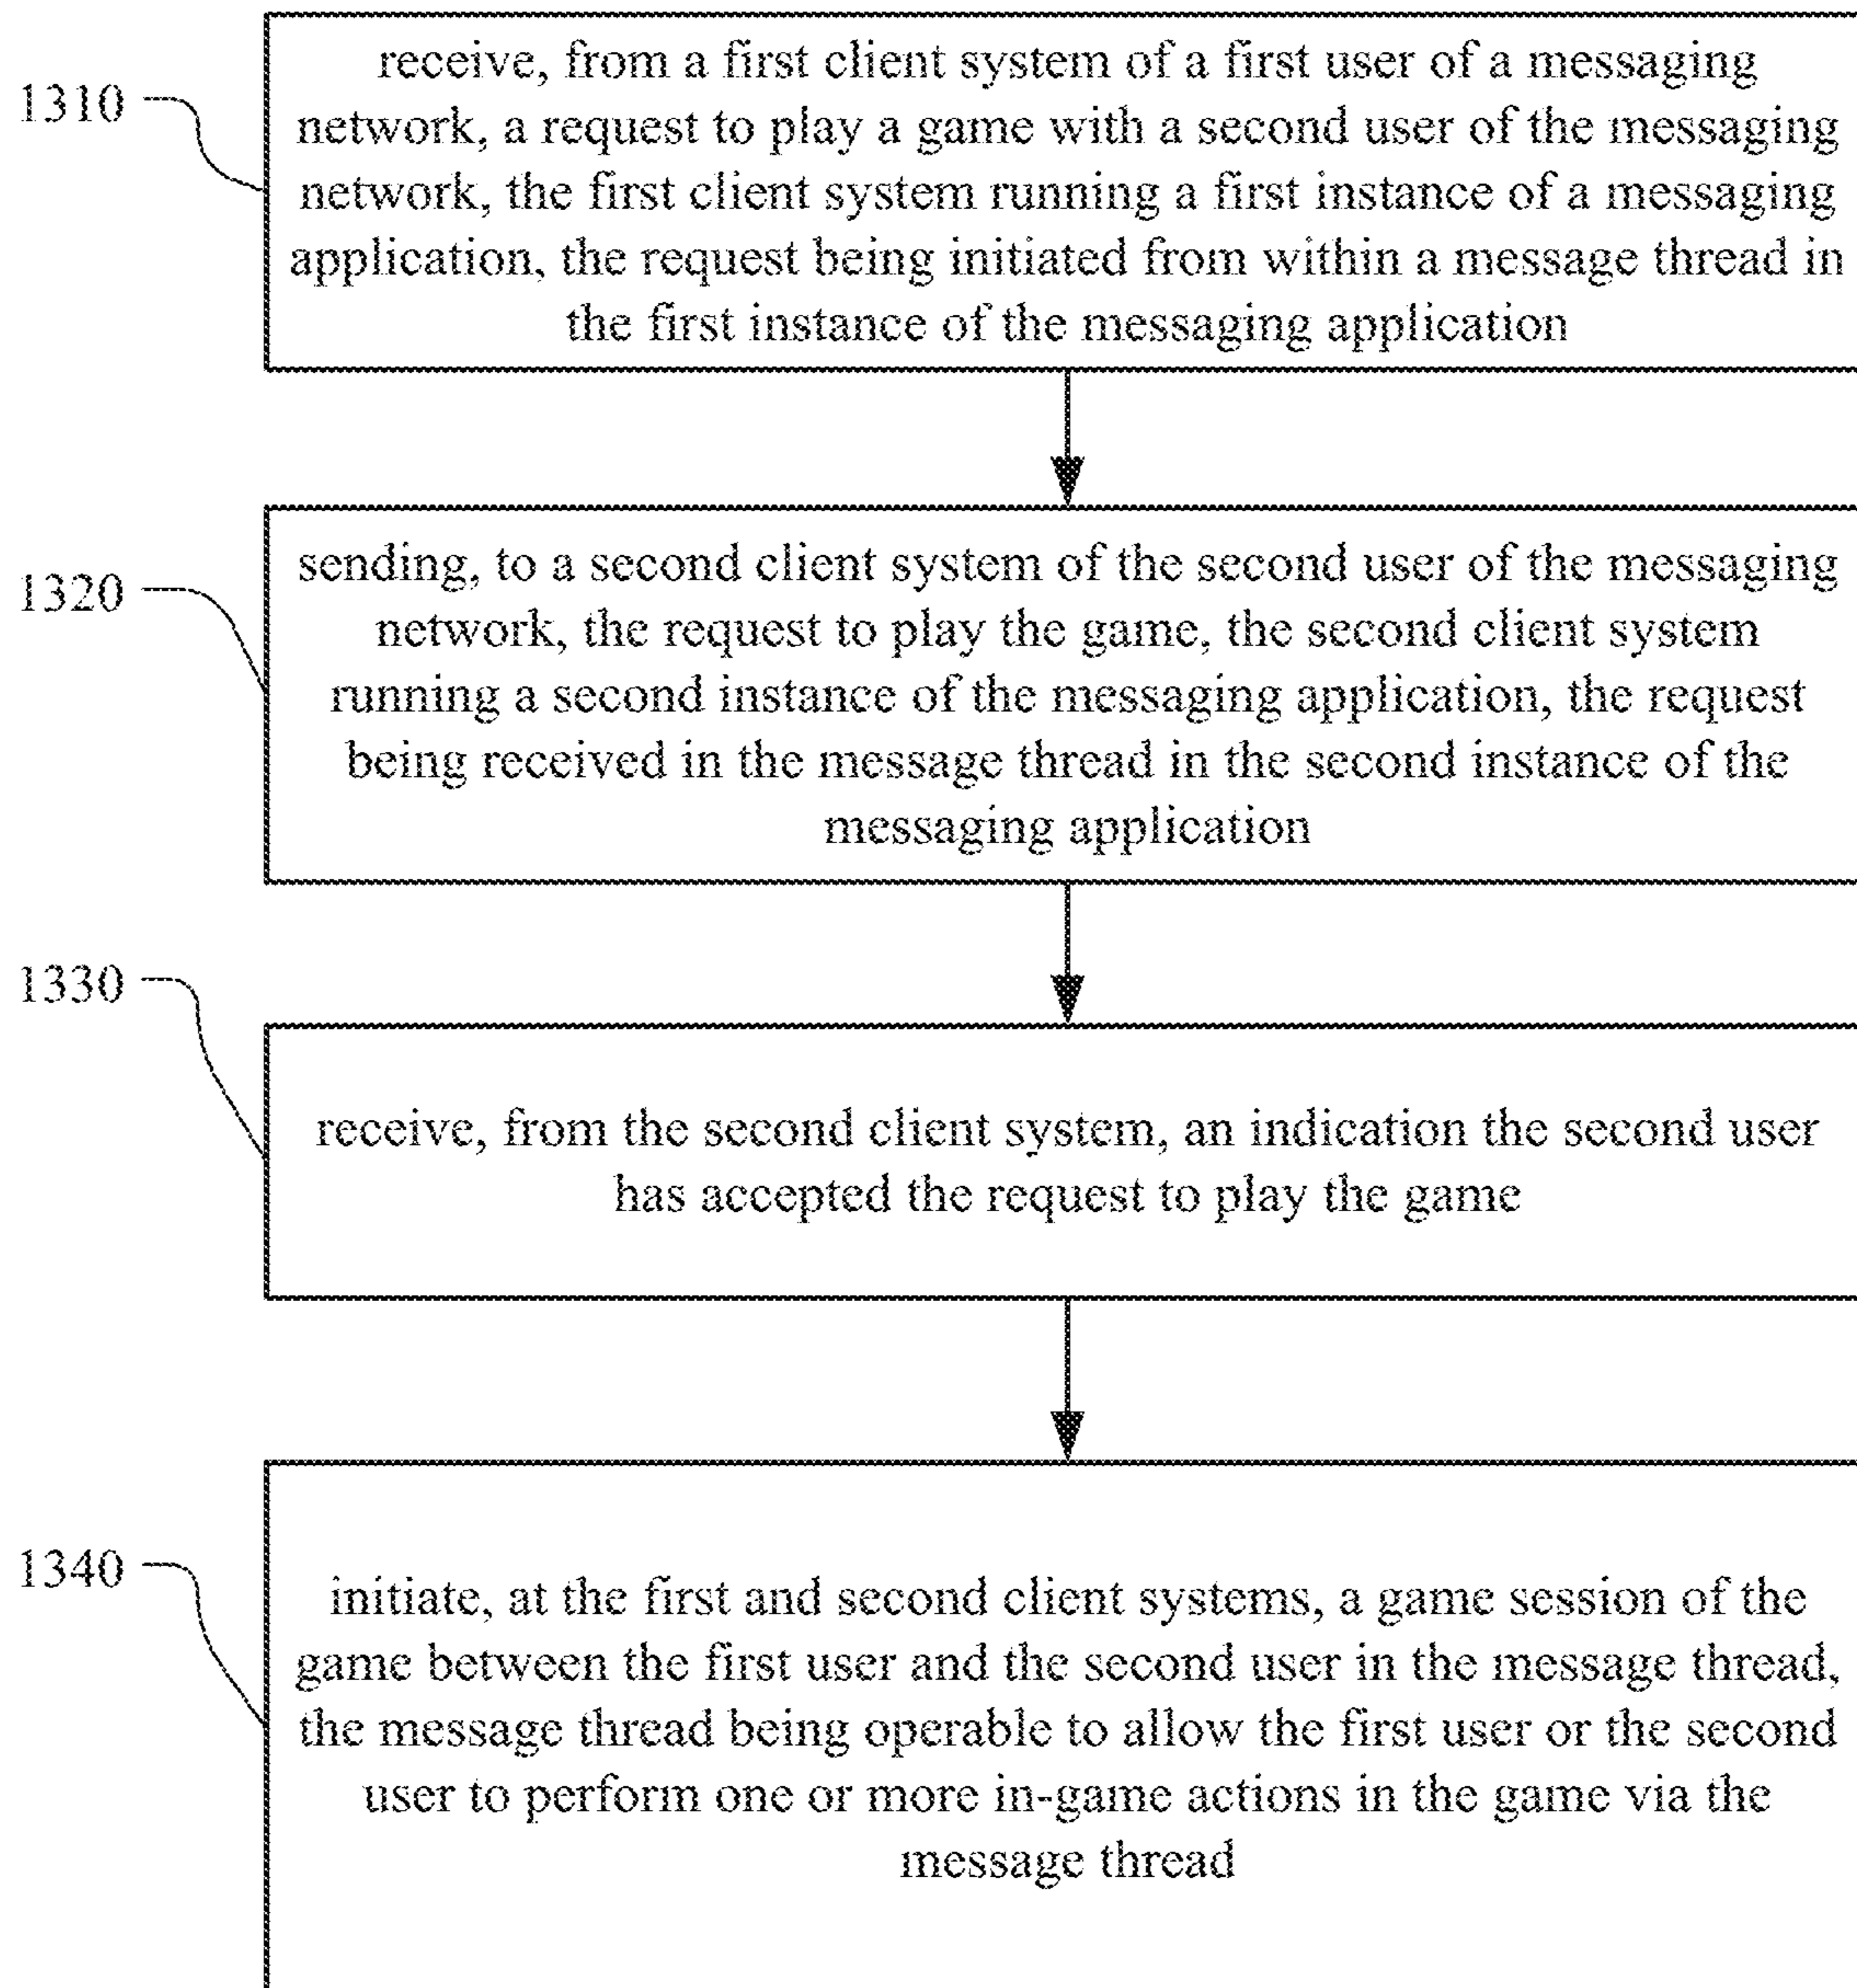 1310
receive, from a first client system of a first user of a messaging
network, a request to play a game with a second user of the messaging
network, the first client system running a first instance of a messaging
application, the request being initiated from within a message thread in
the first instance of the messaging application
1320
sending, to a second client system of the second user of the messaging
network, the request to play the game, the second client system
running a second instance of the messaging application, the request
being received in the message thread in the second instance of the
messaging application
1330
receive, from the second client system, an indication the second user
has accepted the request to play the game
1340
initiate, at the first and second client systems, a game session of the
game between the first user and the second user in the message thread,
the message thread being operable to allow the first user or the second
user to perform one or more in-game actions in the game via the
message thread